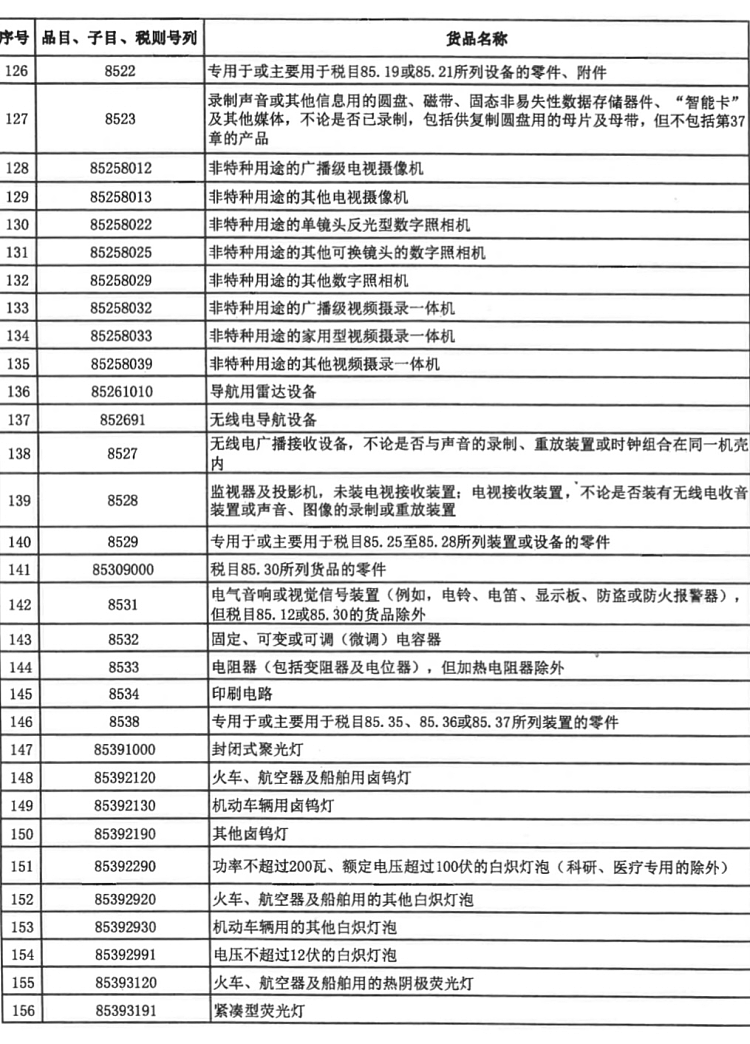 序号 品目、子目、税则号列 货品名称
126 8522 专用于或主要用于税目85.19或85.21所列设备的零件、附件
录制声音或其他信息用的圆盘、磁带、固态非易失性数据存储器件、“智能卡”
127 8523 及其他媒体，不论是否已录制，包括供复制圆盘用的母片及母带，但不包括第37
章的产品
128 85258012 非特种用途的广播级电视摄像机
129 85258013 非特种用途的其他电视摄像机
130 85258022 非特种用途的单镜头反光型数字照相机
131 85258025 非特种用途的其他可换镜头的数字照相机
132 85258029 非特种用途的其他数字照相机
133 85258032 非特种用途的广播级视频摄录一体机
134 85258033 非特种用途的家用型视频摄录一体机
135 85258039 非特种用途的其他视频摄录一体机
136 85261010 导航用雷达设备
137 852691 无线电导航设备
138 8527 无线电广播接收设备，不论是否与声音的录制、重放装置或时钟组合在同一机壳
内
139 8528 监视器及投影机，未装电视接收装置；电视接收装置，不论是否装有无线电收音
装置或声音、图像的录制或重放装置
140 8529 专用于或主要用于税目85.25至85.28所列装置或设备的零件
141 85309000 税目85.30所列货品的零件
142 8531 电气音响或视觉信号装置（例如，电铃、电笛、显示板、防盗或防火报警器），
但税目85.12或85.30的货品除外
143 8532 固定、可变或可调（微调）电容器
144 8533 电阻器（包括变阻器及电位器），但加热电阻器除外
145 8534 印刷电路
146 8538 专用于或主要用于税目85.35、85.36或85.37所列装置的零件
147 85391000 封闭式聚光灯
148 85392120 火车、航空器及船舶用卤钨灯
149 85392130 机动车辆用卤钨灯
150 85392190 其他卤钨灯
151 85392290 功率不超过200瓦、额定电压超过100伏的白炽灯泡（科研、医疗专用的除外）
152 85392920 火车、航空器及船舶用的其他白炽灯泡
153 85392930 机动车辆用的其他白炽灯泡
154 85392991 电压不超过12伏的白炽灯泡
155 85393120 火车、航空器及船舶用的热阴极荧光灯
156 85393191 紧凑型荧光灯